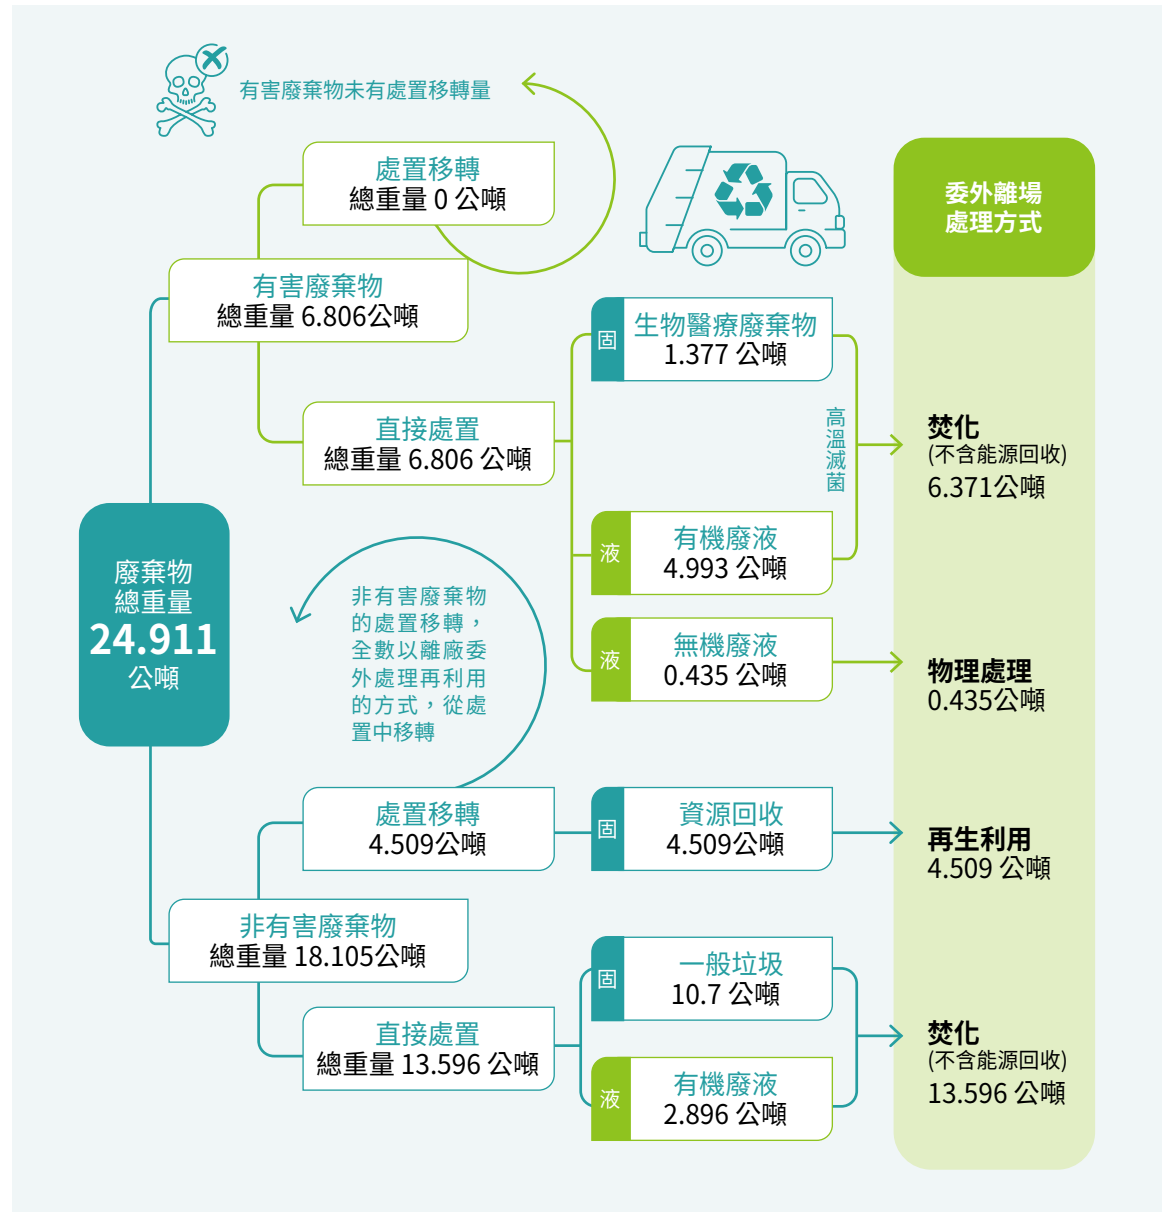 有害廢棄物未有處置移轉量
處置移轉
總重量 0 公噸
委外離場
處理方式
有害廢棄物
總重量 6.806公噸
固
生物醫療廢棄物
1.377 公噸
直接處置
總重量 6.806 公噸
高溫滅菌
焚化
(不含能源回收)
6.371公噸
液
有機廢液
4.993 公噸
廢棄物
總重量
24.911
公噸
非有害廢棄物
的處置移轉，
全數以離廠委
外處理再利用
的方式，從處
置中移轉
液
無機廢液
0.435 公噸
物理處理
0.435公噸
處置移轉
4.509公噸
固
資源回收
4.509公噸
再生利用
4.509 公噸
非有害廢棄物
總重量 18.105公噸
固
一般垃圾
10.7 公噸
直接處置
總重量 13.596 公噸
焚化
(不含能源回收)
13.596 公噸
液
有機廢液
2.896 公噸